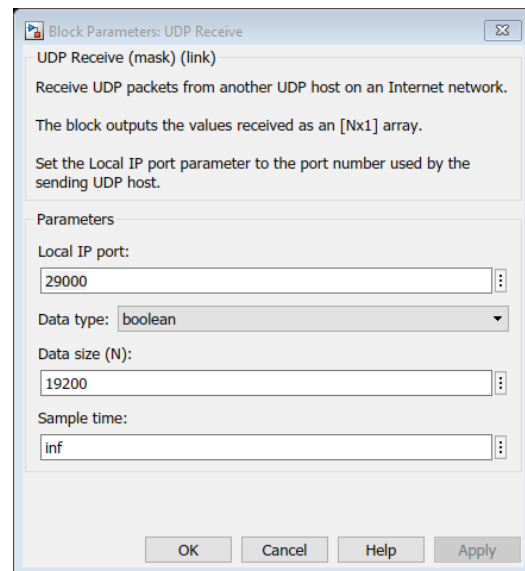 Block Parameters: UDP Receive
UDP Receive (mask) (link)
Receive UDP packets from another UDP host on an Internet network.
The block outputs the values received as an [Nx1] array.
Set the Local IP port parameter to the port number used by the
sending UDP host.
Parameters
Local IP port:
29000
Data type: boolean
Data size (N):
19200
Sample time:
inf
OK Cancel Help Apply